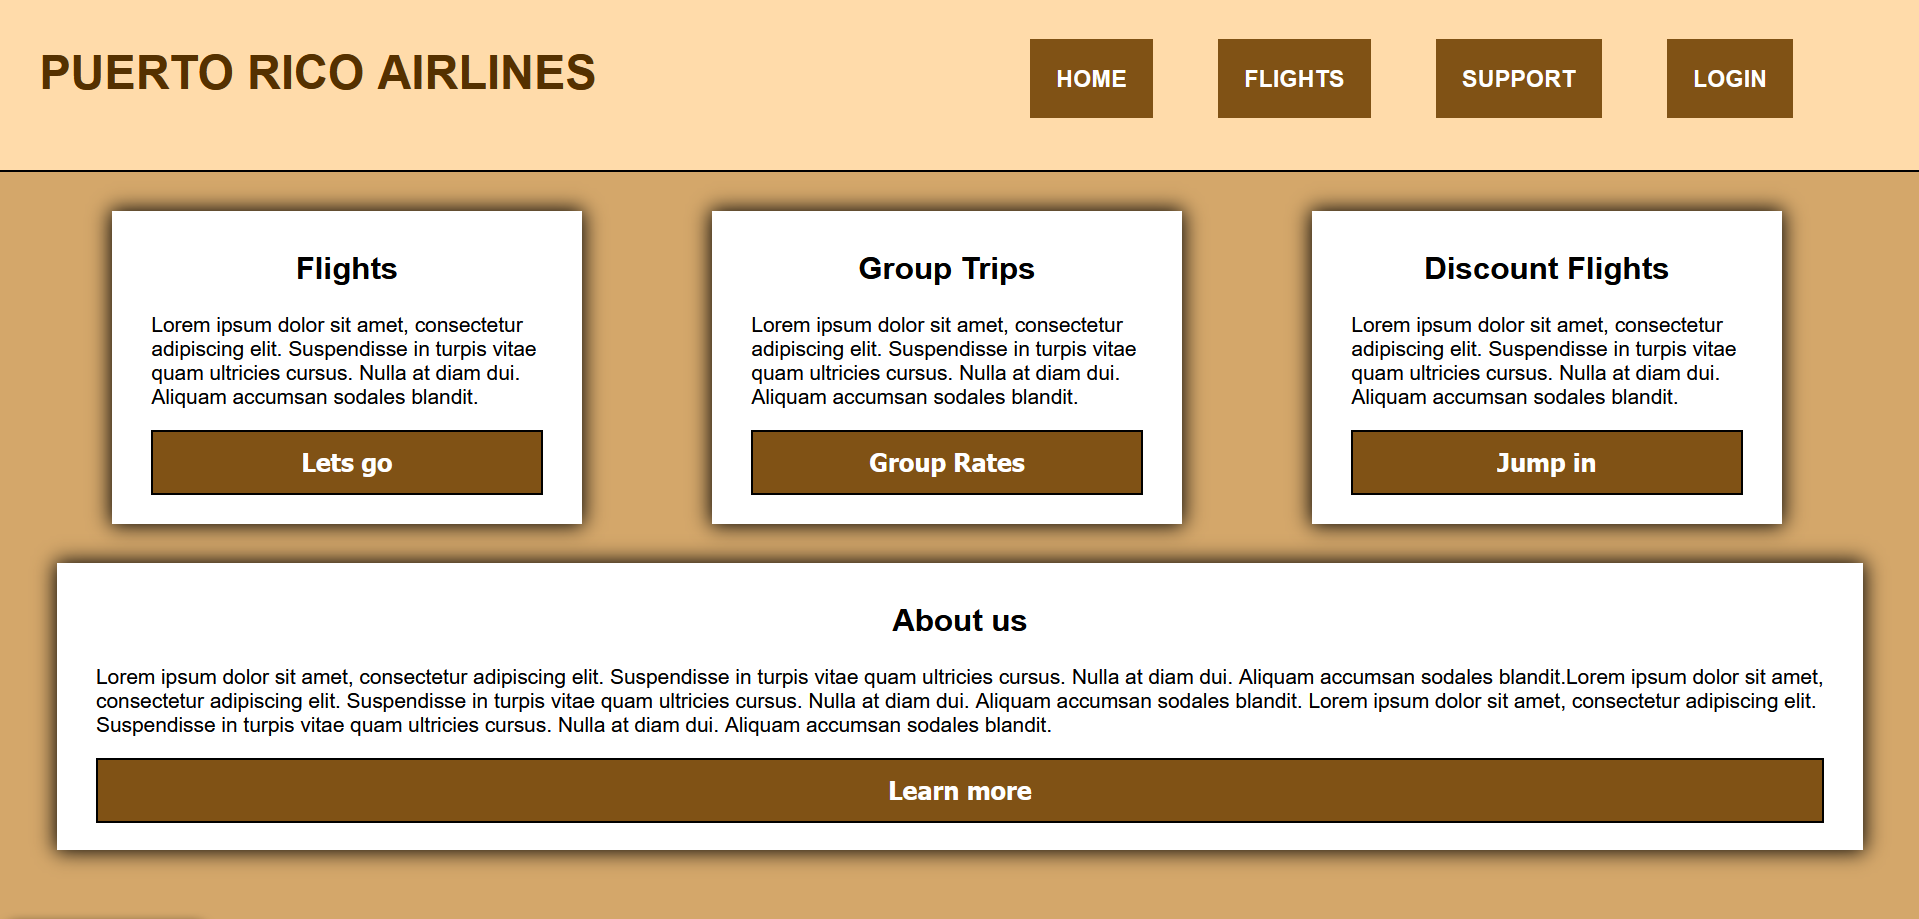 PUERTO RICO AIRLINES
HOME
FLIGHTS
SUPPORT
LOGIN
Flights
Lorem ipsum dolor sit amet, consectetur
adipiscing elit. Suspendisse in turpis vitae
quam ultricies cursus. Nulla at diam dui.
Aliquam accumsan sodales blandit.
Lets go
Group Trips
Lorem ipsum dolor sit amet, consectetur
adipiscing elit. Suspendisse in turpis vitae
quam ultricies cursus. Nulla at diam dui.
Aliquam accumsan sodales blandit.
Group Rates
Discount Flights
Lorem ipsum dolor sit amet, consectetur
adipiscing elit. Suspendisse in turpis vitae
quam ultricies cursus. Nulla at diam dui.
Aliquam accumsan sodales blandit.
Jump in
About us
Lorem ipsum dolor sit amet, consectetur adipiscing elit. Suspendisse in turpis vitae quam ultricies cursus. Nulla at diam dui. Aliquam accumsan sodales blandit.Lorem ipsum dolor sit amet,
consectetur adipiscing elit. Suspendisse in turpis vitae quam ultricies cursus. Nulla at diam dui. Aliquam accumsan sodales blandit. Lorem ipsum dolor sit amet, consectetur adipiscing elit.
Suspendisse in turpis vitae quam ultricies cursus. Nulla at diam dui. Aliquam accumsan sodales blandit.
Learn more